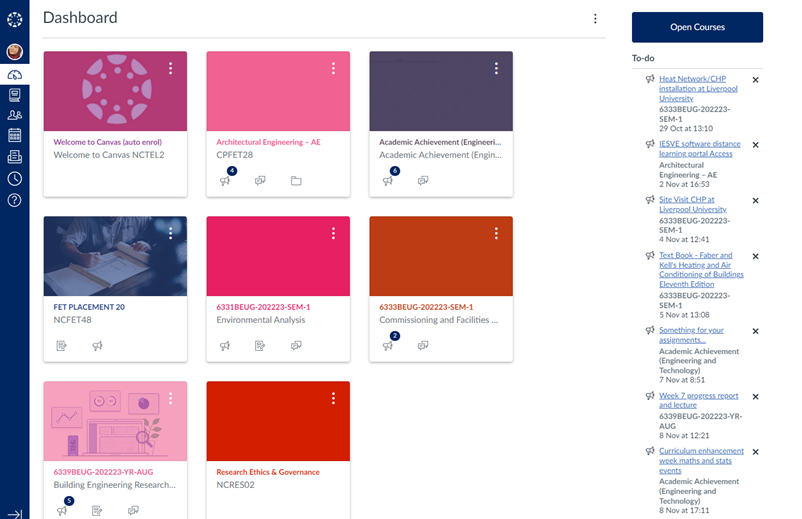 Dashboard
Welcome to Canvas (auto enrol)
Welcome to Canvas NCTEL2
Architectural Engineering – AE
CPFET28
4
Academic Achievement (Engineeri...
Academic Achievement (Engin...
6
FET PLACEMENT 20
NCFET48
6331BEUG-202223-SEM-1
Environmental Analysis
6333BEUG-202223-SEM-1
Commissioning and Facilities ...
2
6339BEUG-202223-YR-AUG
Building Engineering Research...
5
Research Ethics & Governance
NCRES02
Open Courses
To-do
Heat Network/CHP
installation at Liverpool
University
6333BEUG-202223-
SEM-1
29 Oct at 13:10
IESVE software distance
learning portal Access
Architectural
Engineering – AE
2 Nov at 16:53
Site Visit CHP at
Liverpool University
6333BEUG-202223-
SEM-1
4 Nov at 12:41
Text Book - Faber and
Kell's Heating and Air
Conditioning of Buildings
Eleventh Edition
6333BEUG-202223-
SEM-1
5 Nov at 13:08
Something for your
assignments...
Academic Achievement
(Engineering and
Technology)
7 Nov at 8:51
Week 7 progress report
and lecture
6339BEUG-202223-YR-
AUG
8 Nov at 12:21
Curriculum enhancement
week maths and stats
events
Academic Achievement
(Engineering and
Technology)
8 Nov at 17:11